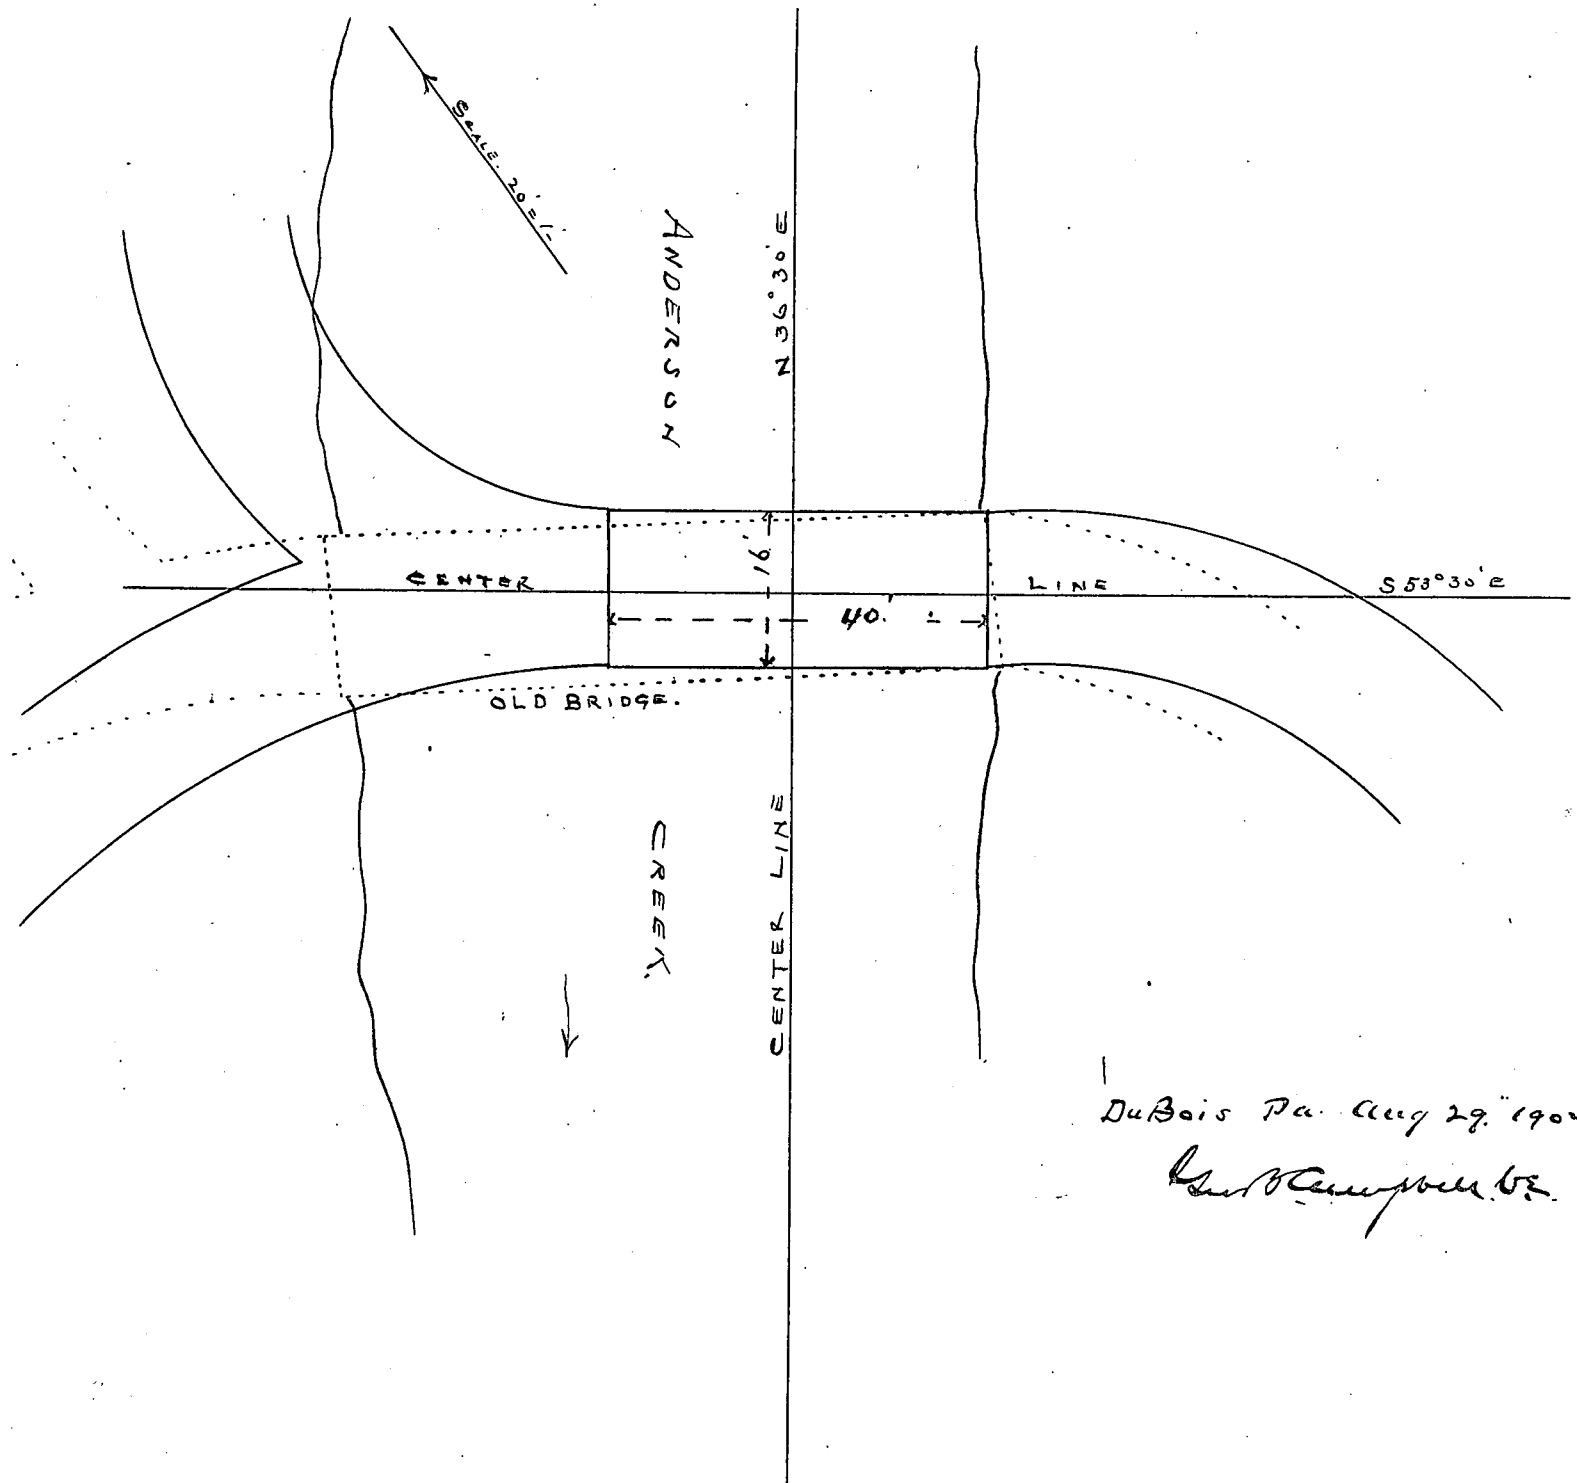 SCALE. 20'=1"
ANDERSON
N 36° 30' E
16'
CENTER LINE
S 53° 30' E
40'
OLD BRIDGE.
CREEK.
CENTER LINE
DuBois Pa. Aug 29" 190
Campbell C.E.